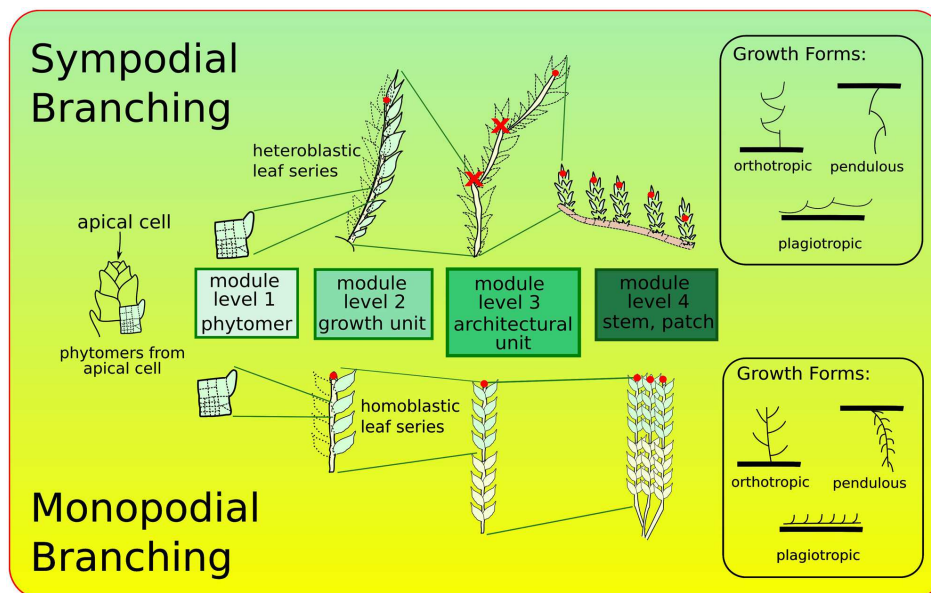 Sympodial
Branching
heteroblastic
leaf series
apical cell
phytomers from
apical cell
module
level 1
phytomer
module
level 2
growth unit
module
level 3
architectural
unit
module
level 4
stem, patch
homoblastic
leaf series
Monopodial
Branching
Growth Forms:
orthotropic
pendulous
plagiotropic
Growth Forms:
orthotropic
pendulous
plagiotropic